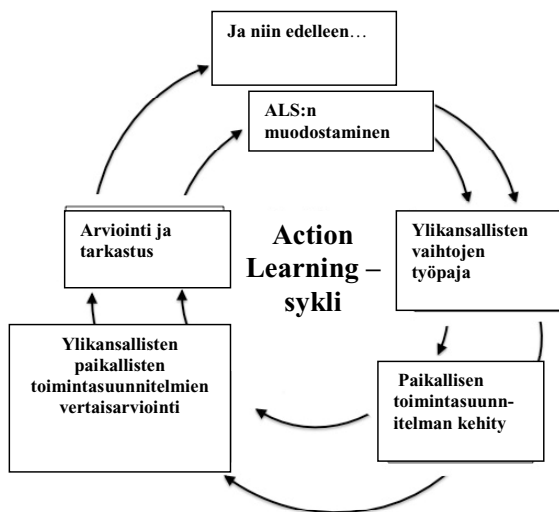 Ja niin edelleen…
ALS:n
muodostaminen
Arviointi ja
tarkastus
Action
Learning –
sykli
Ylikansallisten
vaihtojen
työpaja
Ylikansallisten
paikallisten
toimintasuunnitelmien
vertaisarviointi
Paikallisen
toimintasuunn-
itelman kehity